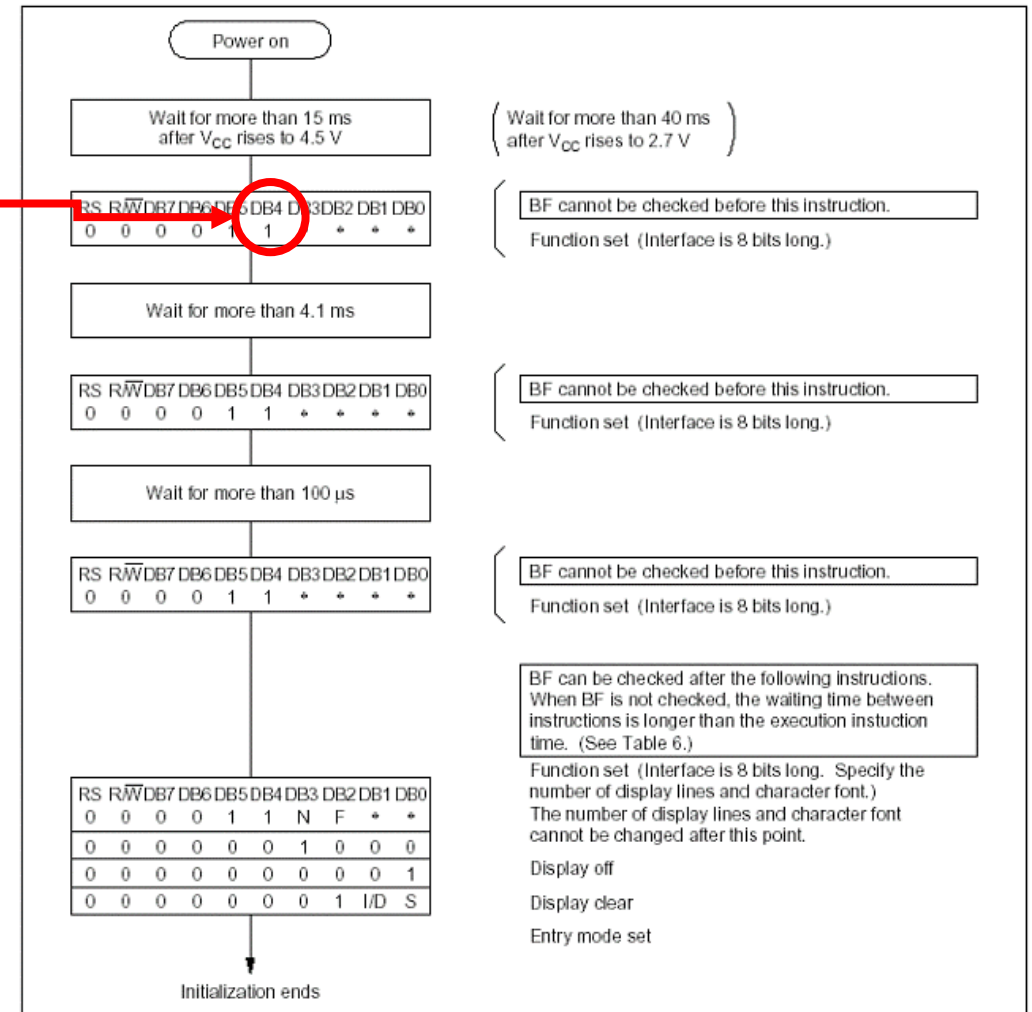 Power on
Wait for more than 15 ms
after VCC rises to 4.5 V
Wait for more than 40 ms
after VCC rises to 2.7 V
RS R/W DB7 DB6 DB5 DB4 DB3 DB2 DB1 DB0
0 0 0 0 1 1 * * *
BF cannot be checked before this instruction.
Function set (Interface is 8 bits long.)
Wait for more than 4.1 ms
RS R/W DB7 DB6 DB5 DB4 DB3 DB2 DB1 DB0
0 0 0 0 1 1 * * * *
BF cannot be checked before this instruction.
Function set (Interface is 8 bits long.)
Wait for more than 100 µs
RS R/W DB7 DB6 DB5 DB4 DB3 DB2 DB1 DB0
0 0 0 0 1 1 * * * *
BF cannot be checked before this instruction.
Function set (Interface is 8 bits long.)
BF can be checked after the following instructions.
When BF is not checked, the waiting time between
instructions is longer than the execution instuction
time. (See Table 6.)
RS R/W DB7 DB6 DB5 DB4 DB3 DB2 DB1 DB0
0 0 0 0 1 1 N F * *
0 0 0 0 0 0 1 0 0 0
0 0 0 0 0 0 0 0 0 1
0 0 0 0 0 0 0 1 I/D S
Function set (Interface is 8 bits long. Specify the
number of display lines and character font.)
The number of display lines and character font
cannot be changed after this point.
Display off
Display clear
Entry mode set
Initialization ends